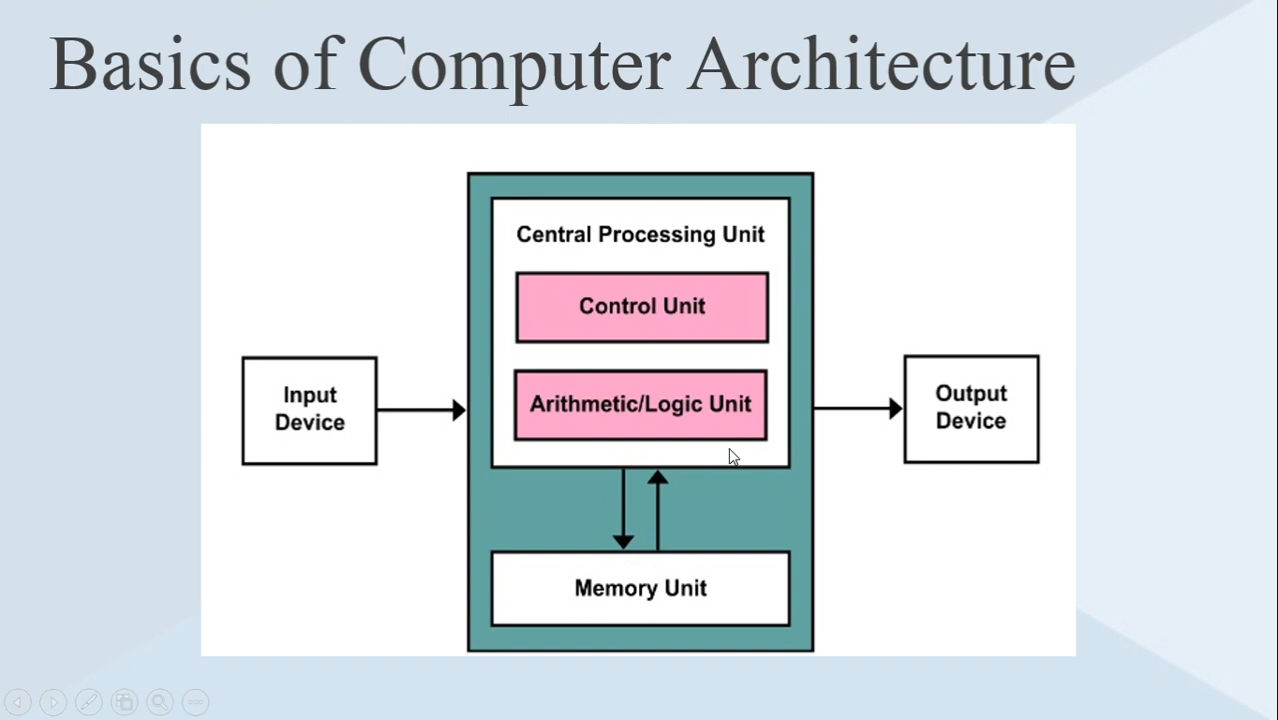 Basics of Computer Architecture
Central Processing Unit
Control Unit
Arithmetic/Logic Unit
Input
Device
Output
Device
Memory Unit